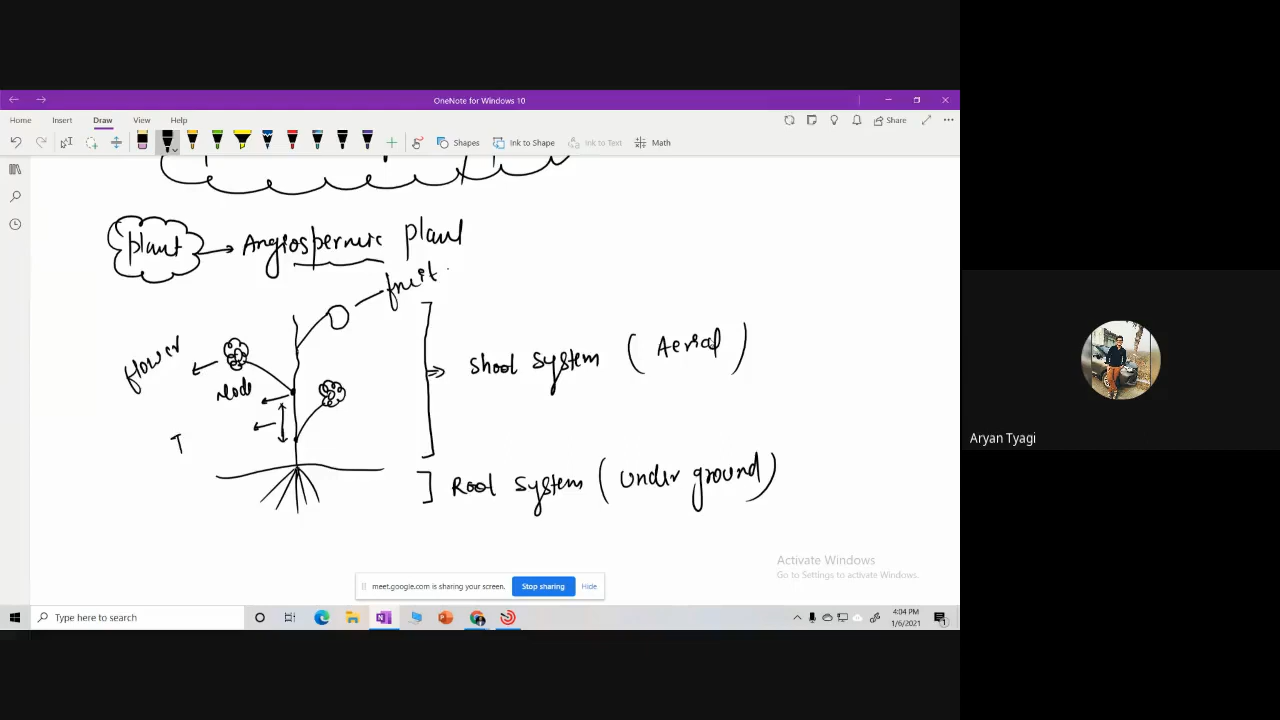 OneNote for Windows 10
Home Insert Draw View Help
Share
Shapes Ink to Shape Ink to Text Math
plant → Angiospermic plant
fruit
flower
Node
Shoot System (Aerial)
T
Root System (Under ground)
Aryan Tyagi
Activate Windows
Go to Settings to activate Windows.
meet.google.com is sharing your screen. Stop sharing Hide
Type here to search
4:04 PM
1/6/2021